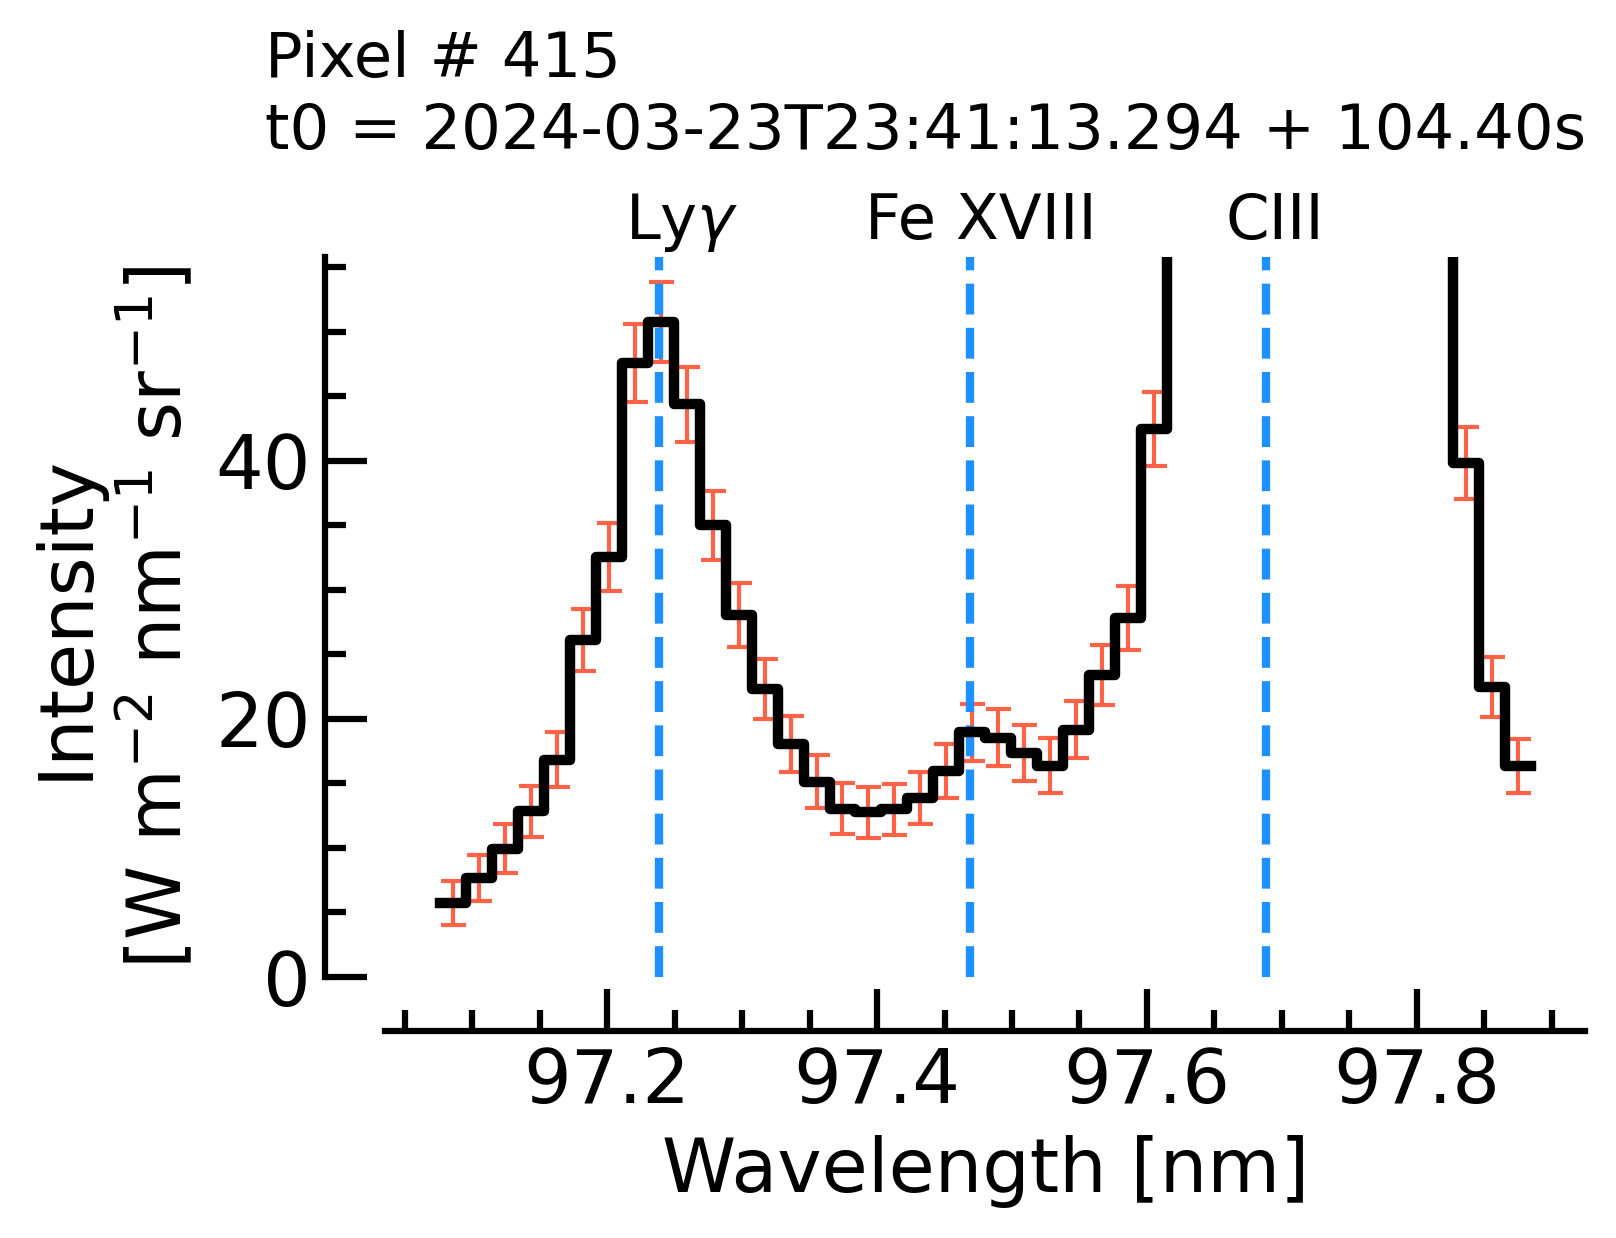 Pixel # 415
t0 = 2024-03-23T23:41:13.294 + 104.40s
Lyγ Fe XVIII CIII
Intensity
[W m⁻² nm⁻¹ sr⁻¹]
40
20
0
97.2 97.4 97.6 97.8
Wavelength [nm]